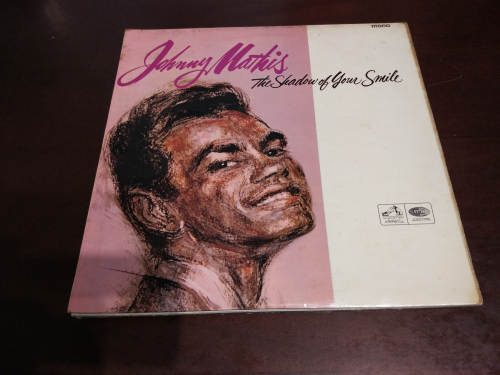 mono
Johnny Mathis
The Shadow of Your Smile